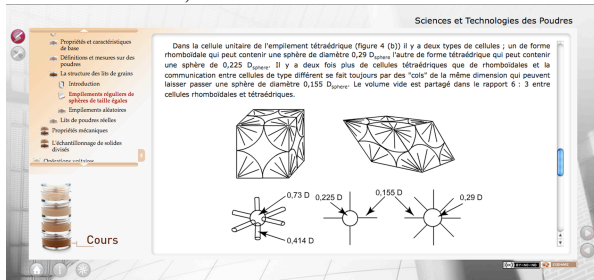 Sciences et Technologies des Poudres
Propriétés et caractéristiques
de base
Définitions et mesures sur des
poudres
La structure des lits de grains
Introduction
Empilements réguliers de
sphères de taille égales
Empilements aléatoires
Lits de poudres réelles
Propriétés mécaniques
L'échantillonnage de solides
divisés
Opérations unitaires
Cours
Dans la cellule unitaire de l'empilement tétraédrique (figure 4 (b)) il y a deux types de cellules ; un de forme
rhomboïdale qui peut contenir une sphère de diamètre 0,29 Dsphere l'autre de forme tétraédrique qui peut contenir
une sphère de 0,225 Dsphere. Il y a deux fois plus de cellules tétraédriques que de rhomboïdales et la
communication entre cellules de type différent se fait toujours par des "cols" de la même dimension qui peuvent
laisser passer une sphère de diamètre 0,155 Dsphere. Le volume vide est partagé dans le rapport 6 : 3 entre
cellules rhomboïdales et tétraédriques.
0,73 D
0,414 D
0,225 D
0,155 D
0,29 D